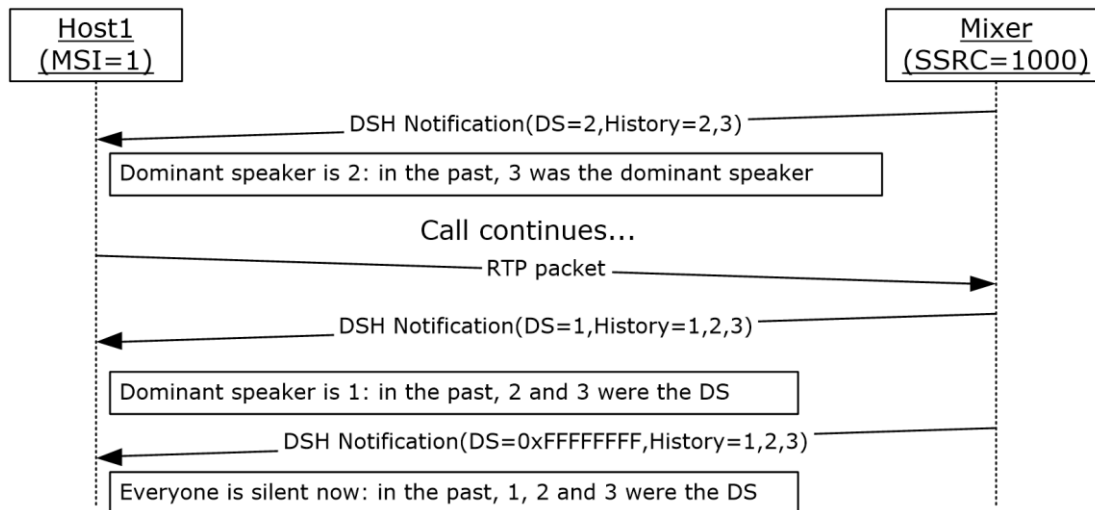 Host1
(MSI=1)
Mixer
(SSRC=1000)
DSH Notification(DS=2,History=2,3)
Dominant speaker is 2: in the past, 3 was the dominant speaker
Call continues...
RTP packet
DSH Notification(DS=1,History=1,2,3)
Dominant speaker is 1: in the past, 2 and 3 were the DS
DSH Notification(DS=0xFFFFFFFF,History=1,2,3)
Everyone is silent now: in the past, 1, 2 and 3 were the DS